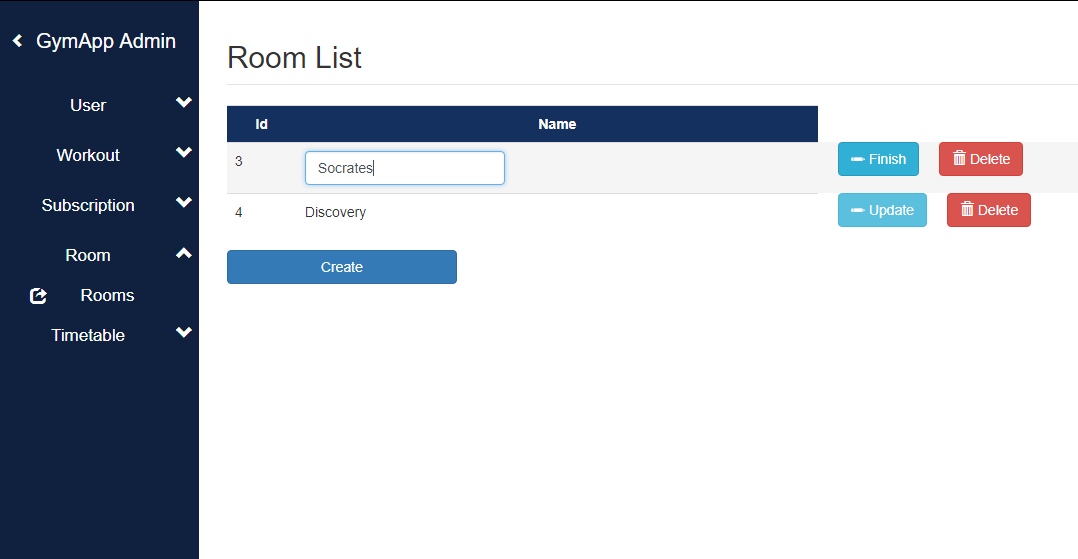 GymApp Admin
User
Workout
Subscription
Room
Rooms
Timetable
Room List
Id Name
3 Socrates Finish Delete
4 Discovery Update Delete
Create